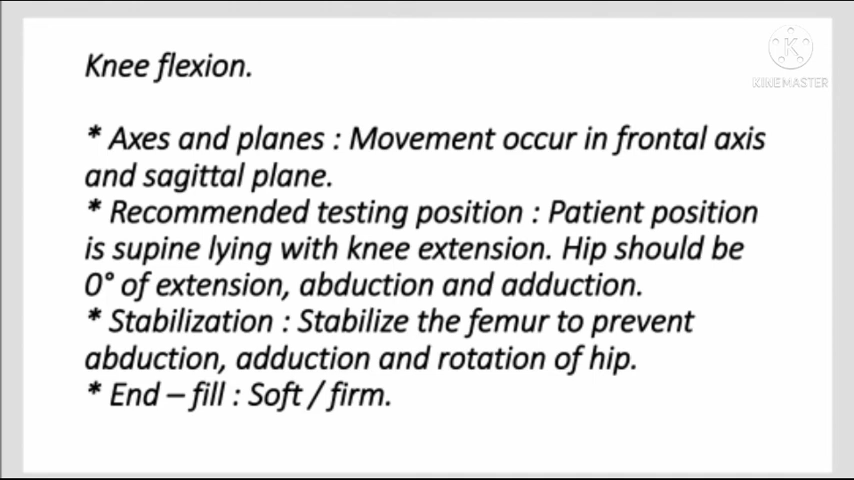 Knee flexion.
K
KINEMASTER
* Axes and planes : Movement occur in frontal axis
and sagittal plane.
* Recommended testing position : Patient position
is supine lying with knee extension. Hip should be
0° of extension, abduction and adduction.
* Stabilization : Stabilize the femur to prevent
abduction, adduction and rotation of hip.
* End – fill : Soft / firm.